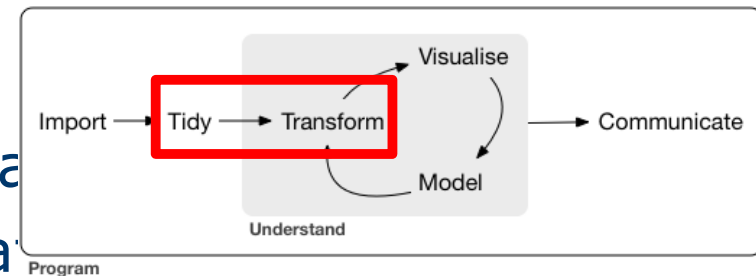 Visualise
Import Tidy Transform Communicate
Model
Understand
Program